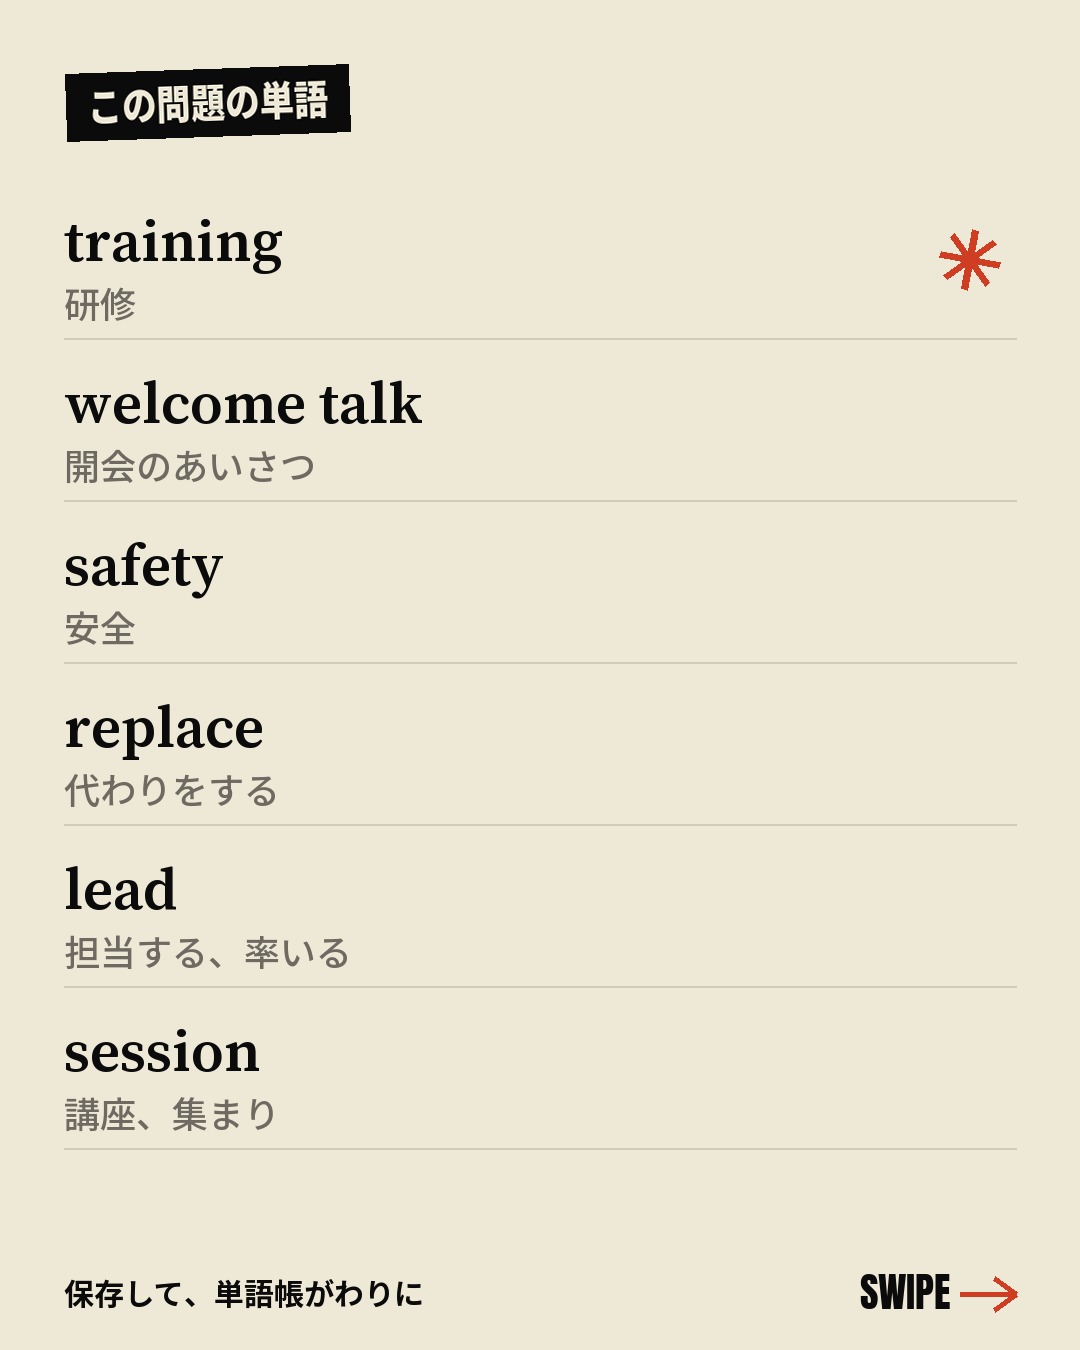 この問題の単語
training
研修
welcome talk
開会のあいさつ
safety
安全
replace
代わりをする
lead
担当する、率いる
session
講座、集まり
保存して、単語帳がわりに
SWIPE